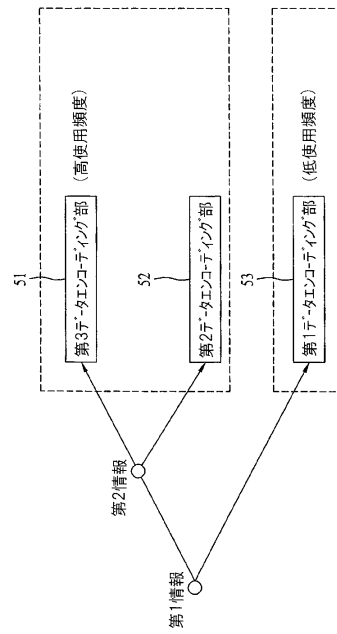 51
第3データエンコーディング部
(高使用頻度)
52
第2データエンコーディング部
53
第1データエンコーディング部
(低使用頻度)
第2情報
第1情報